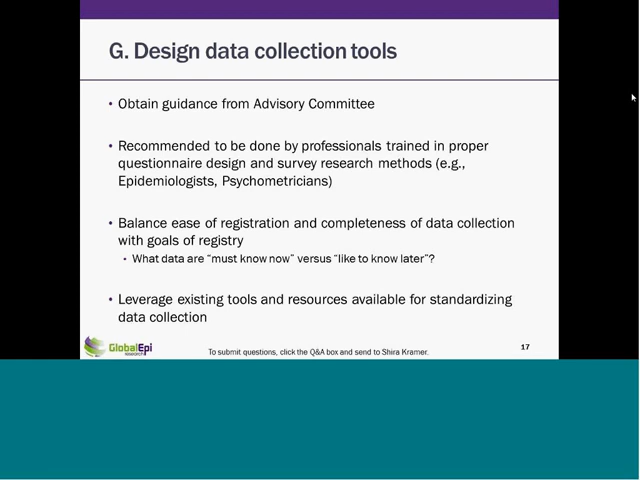 G. Design data collection tools
• Obtain guidance from Advisory Committee
• Recommended to be done by professionals trained in proper
questionnaire design and survey research methods (e.g.,
Epidemiologists, Psychometricians)
• Balance ease of registration and completeness of data collection
with goals of registry
• What data are “must know now” versus “like to know later”?
• Leverage existing tools and resources available for standardizing
data collection
GlobalEpi
research
To submit questions, click the Q&A box and send to Shira Kramer.
17